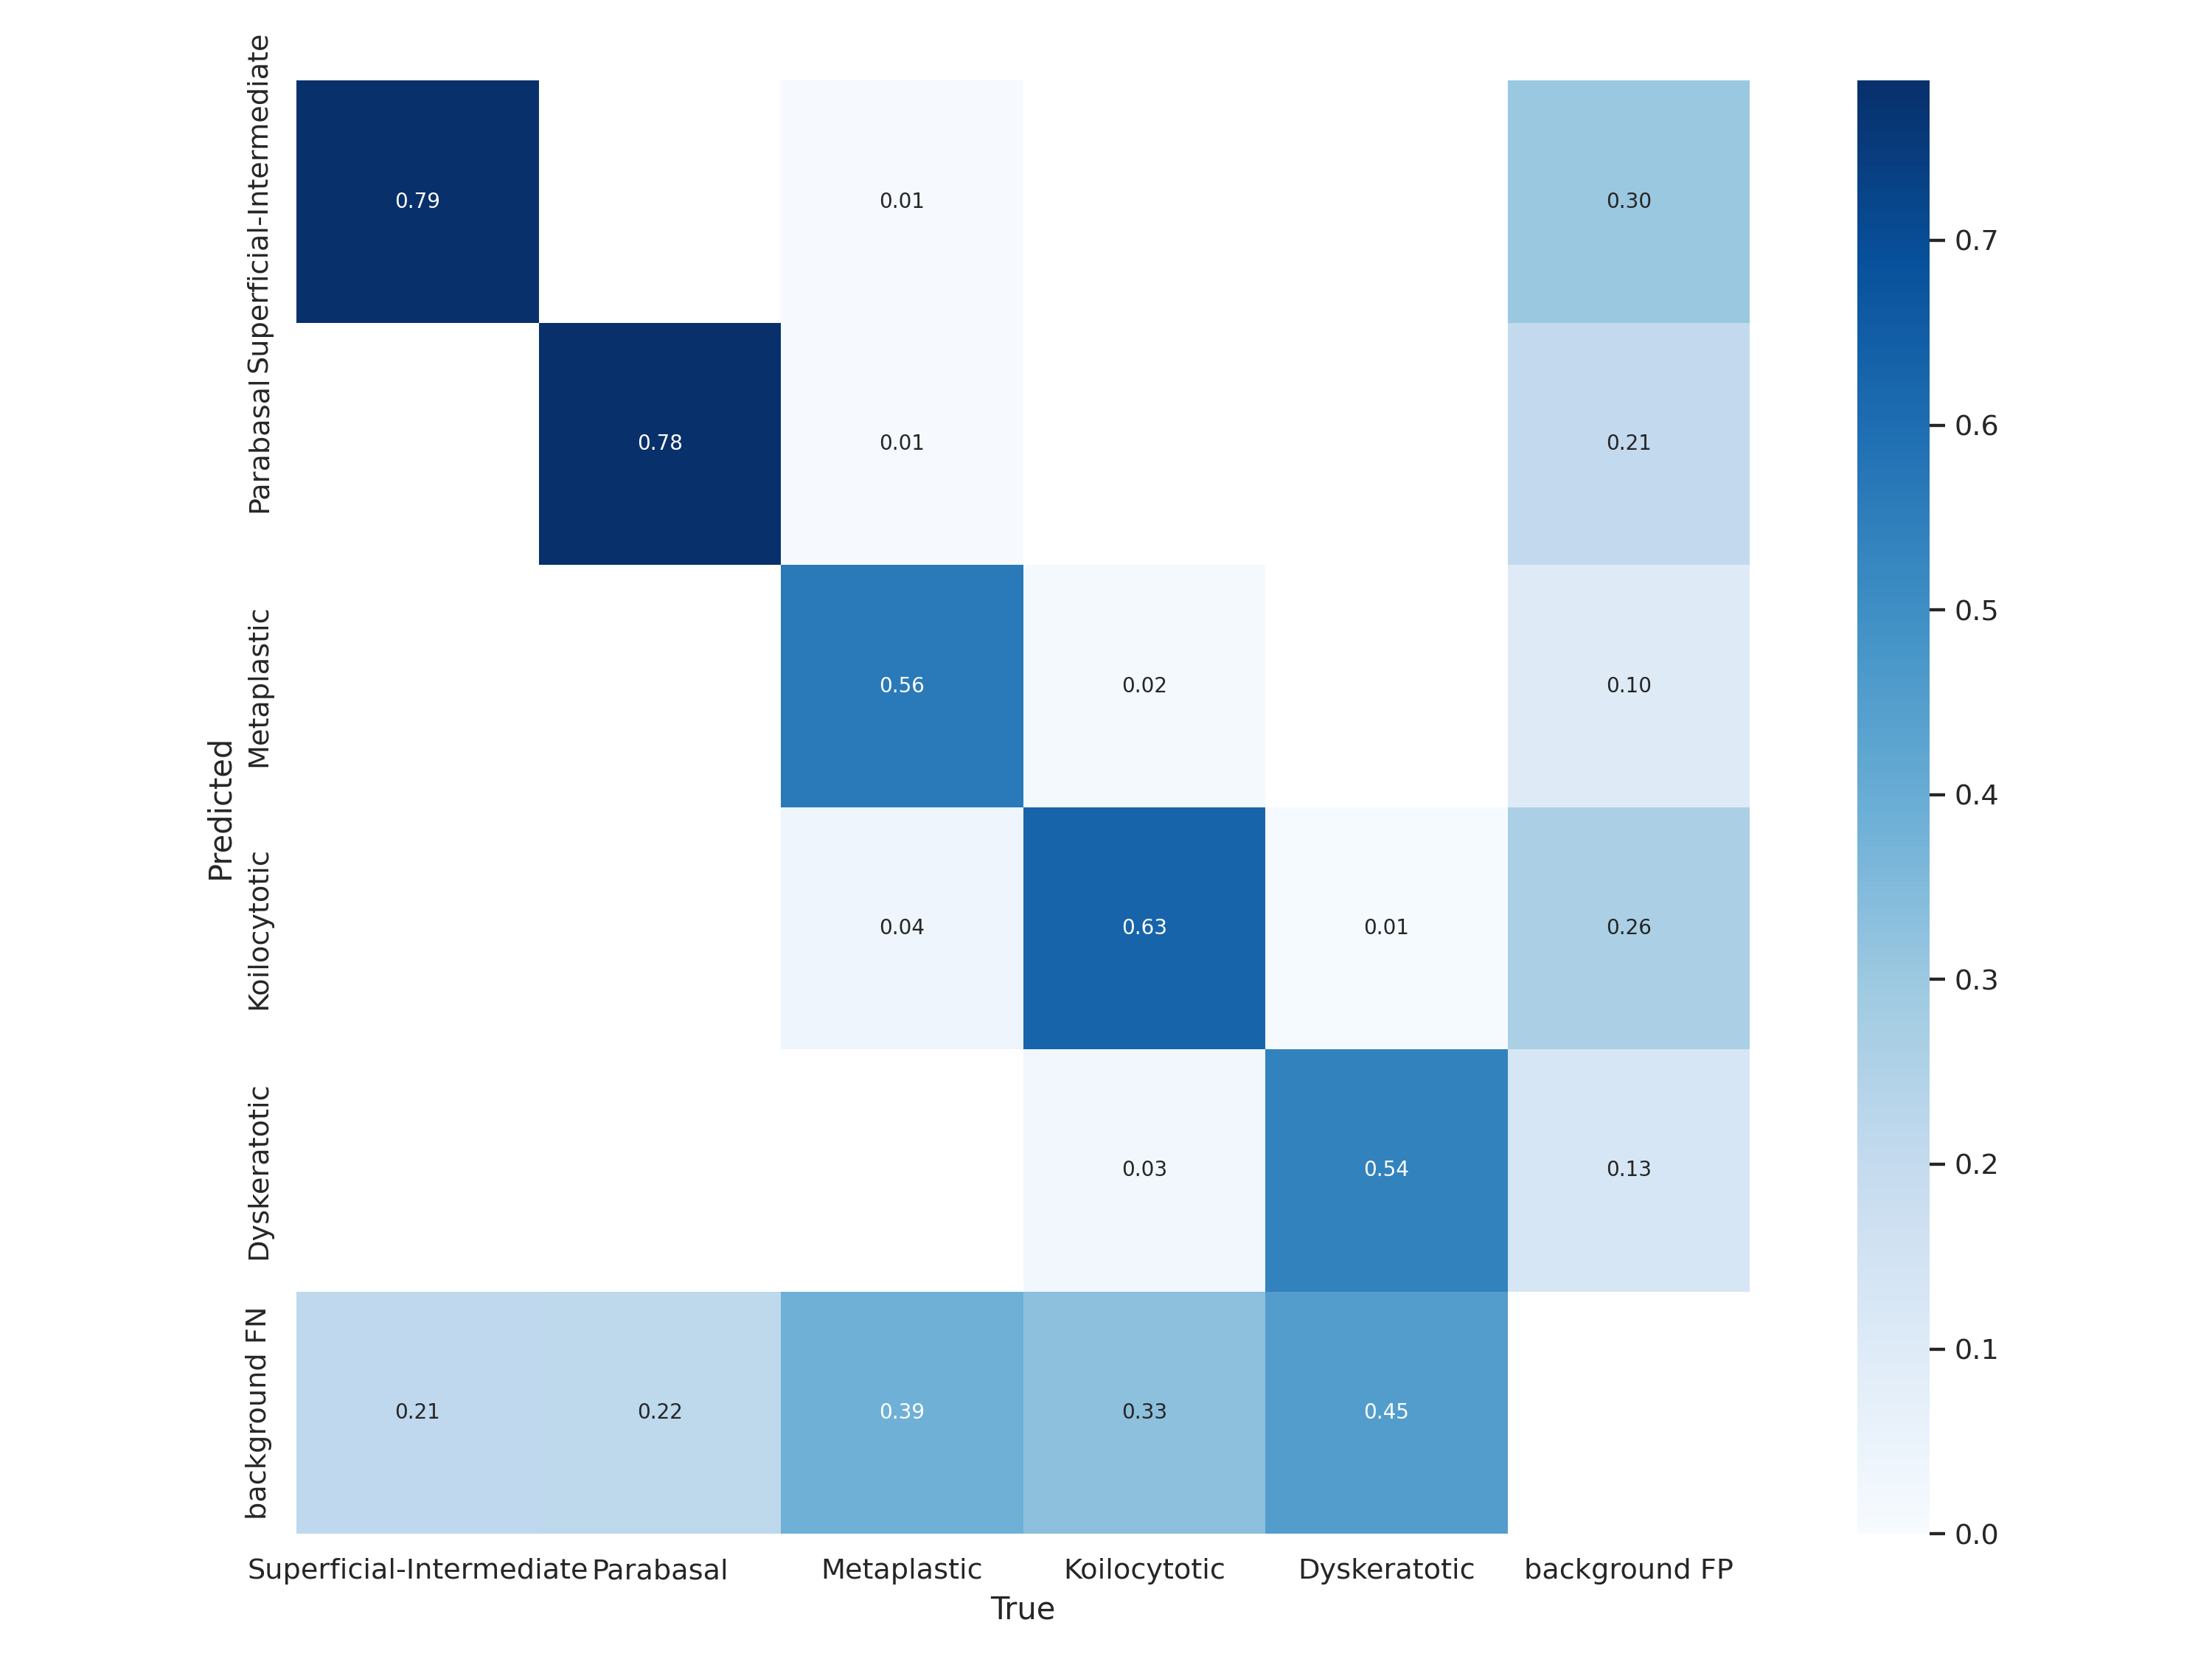 Predicted
Superficial-Intermediate
0.79
0.01
0.30
Parabasal
0.78
0.01
0.21
Metaplastic
0.56
0.02
0.10
Koilocytotic
0.04
0.63
0.01
0.26
Dyskeratotic
0.03
0.54
0.13
background FN
0.21
0.22
0.39
0.33
0.45
Superficial-Intermediate
Parabasal
Metaplastic
Koilocytotic
Dyskeratotic
background FP
True
0.7
0.6
0.5
0.4
0.3
0.2
0.1
0.0